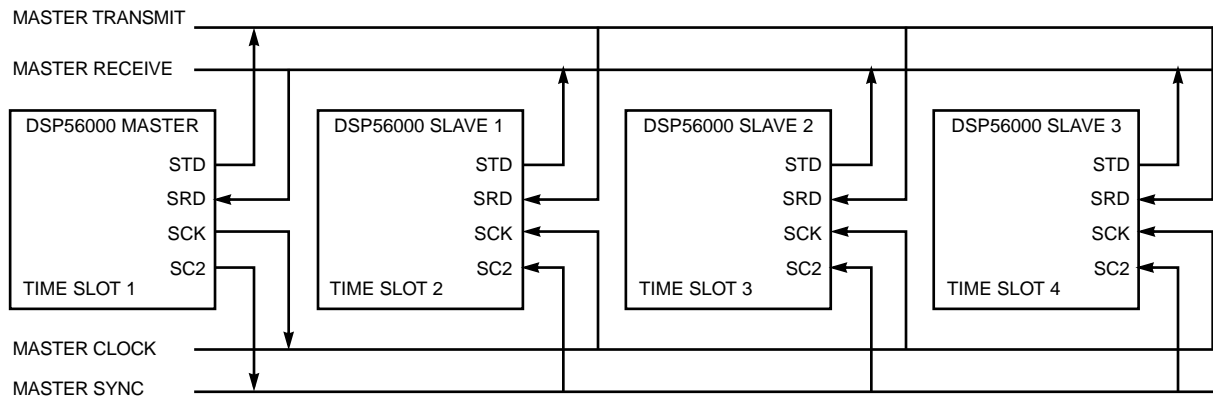 MASTER TRANSMIT
MASTER RECEIVE
DSP56000 MASTER
STD
SRD
SCK
SC2
TIME SLOT 1
DSP56000 SLAVE 1
STD
SRD
SCK
SC2
TIME SLOT 2
DSP56000 SLAVE 2
STD
SRD
SCK
SC2
TIME SLOT 3
DSP56000 SLAVE 3
STD
SRD
SCK
SC2
TIME SLOT 4
MASTER CLOCK
MASTER SYNC